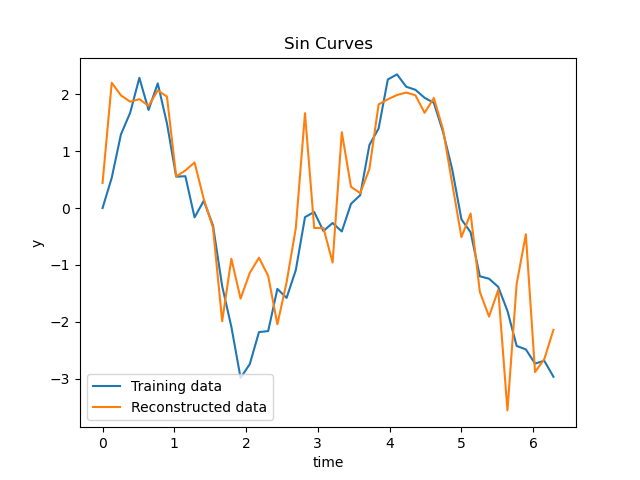 Sin Curves
y
2
1
0
−1
−2
−3
Training data
Reconstructed data
0 1 2 3 4 5 6
time